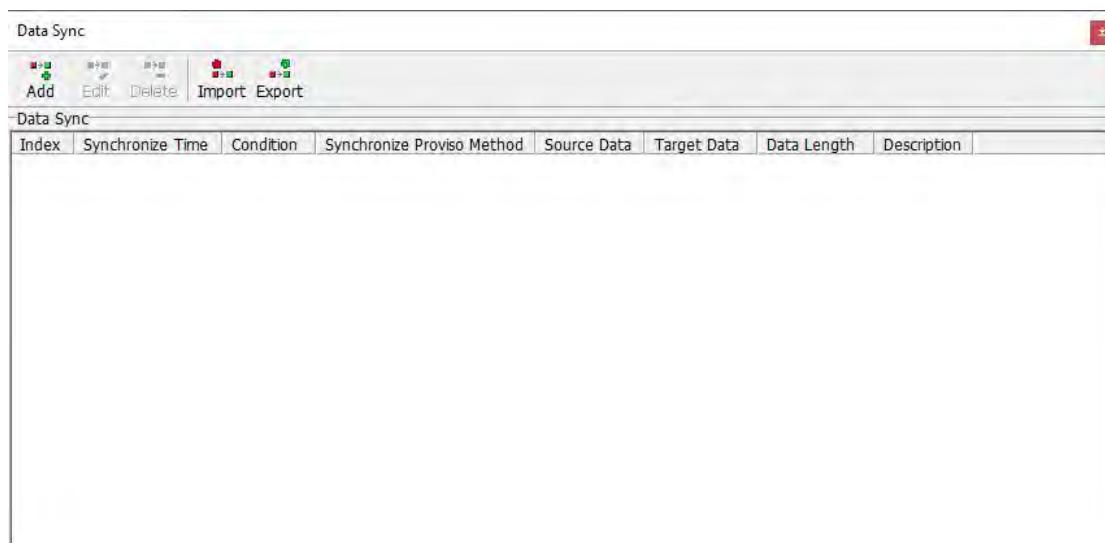 Data Sync
Add Edit Delete Import Export
Data Sync
Index Synchronize Time Condition Synchronize Proviso Method Source Data Target Data Data Length Description